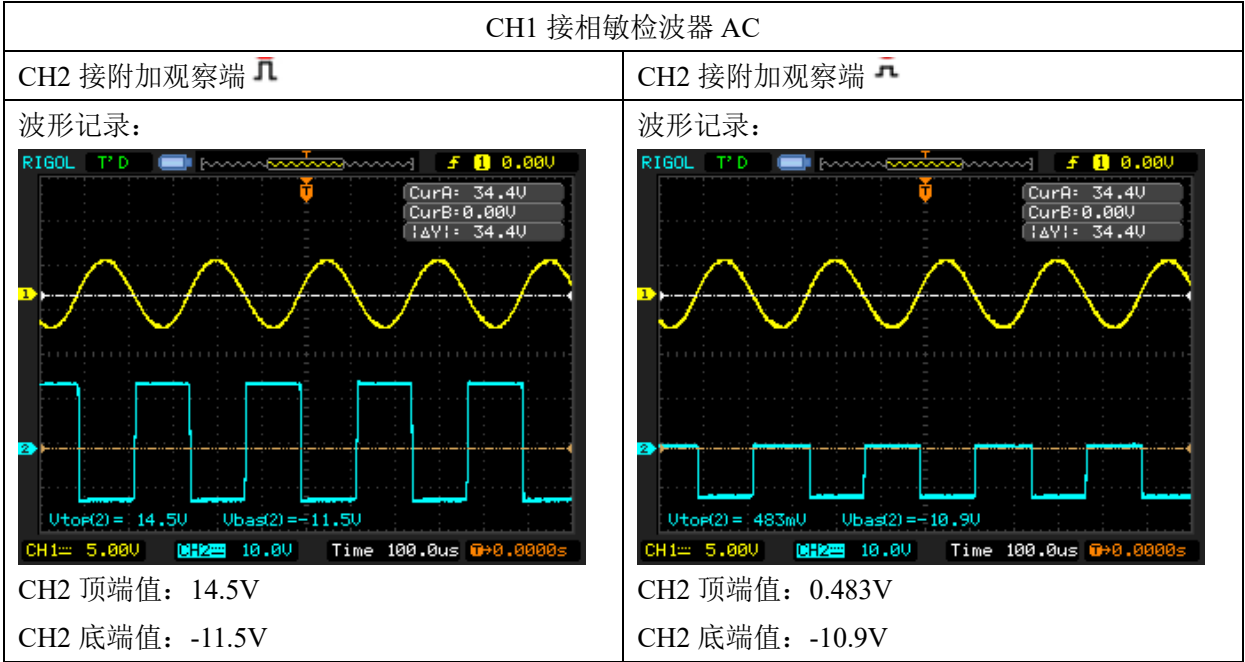 CH1 接相敏检波器 AC
CH2 接附加观察端
CH2 接附加观察端
波形记录：
RIGOL T'D 1 0.00V
T
CurA= 34.4V
CurB=0.00V
|ΔY|= 34.4V
1
2
Vtop(2)= 14.5V Vbas(2)=-11.5V
CH1 5.00V CH2 10.0V Time 100.0us T→0.0000s
CH2 顶端值：14.5V
CH2 底端值：-11.5V
波形记录：
RIGOL T'D 1 0.00V
T
CurA= 34.4V
CurB=0.00V
|ΔY|= 34.4V
1
2
Vtop(2)= 483mV Vbas(2)=-10.9V
CH1 5.00V CH2 10.0V Time 100.0us T→0.0000s
CH2 顶端值：0.483V
CH2 底端值：-10.9V